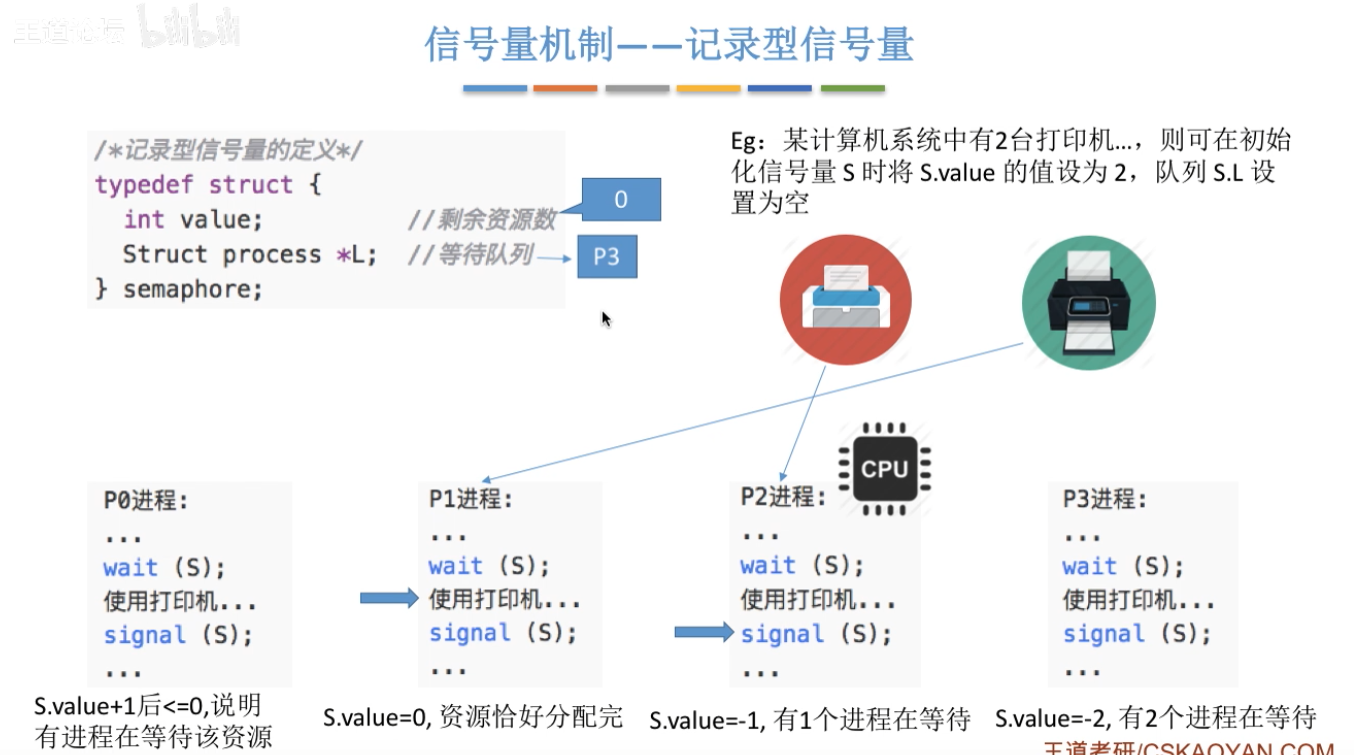 王道论坛 bilibili
信号量机制——记录型信号量
/*记录型信号量的定义*/
typedef struct {
int value; //剩余资源数
Struct process *L; //等待队列
} semaphore;
0
P3
Eg：某计算机系统中有2台打印机...，则可在初始
化信号量 S 时将 S.value 的值设为 2，队列 S.L 设
置为空
CPU
P0进程:
...
wait (S);
使用打印机...
signal (S);
...
S.value+1后<=0,说明
有进程在等待该资源
P1进程:
...
wait (S);
使用打印机...
signal (S);
...
S.value=0, 资源恰好分配完
P2进程:
...
wait (S);
使用打印机...
signal (S);
...
S.value=-1, 有1个进程在等待
P3进程:
...
wait (S);
使用打印机...
signal (S);
...
S.value=-2, 有2个进程在等待
王道考研/CSKAOYAN.COM